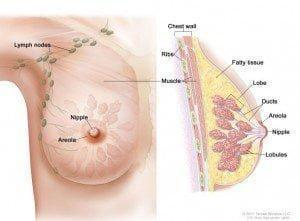 Lymph nodes
Nipple
Areola
Chest wall
Ribs
Muscle
Fatty tissue
Lobe
Ducts
Areola
Nipple
Lobules